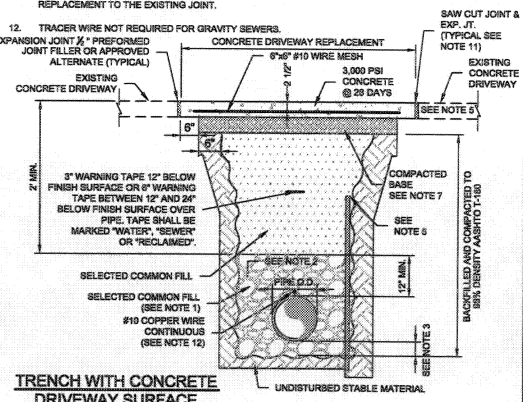 REPLACEMENT TO THE EXISTING JOINT.
12. TRACER WIRE NOT REQUIRED FOR GRAVITY SEWERS.
EXPANSION JOINT ½" PREFORMED
JOINT FILLER OR APPROVED
ALTERNATE (TYPICAL)
CONCRETE DRIVEWAY REPLACEMENT
SAW CUT JOINT &
EXP. JT.
(TYPICAL SEE
NOTE 11)
6"x6" #10 WIRE MESH
EXISTING
CONCRETE DRIVEWAY
2 1/2"
3,000 PSI
CONCRETE
@ 28 DAYS
EXISTING
CONCRETE
DRIVEWAY
SEE NOTE 5
6"
6"
2' MIN.
3" WARNING TAPE 12" BELOW
FINISH SURFACE OR 6" WARNING
TAPE BETWEEN 12" AND 24"
BELOW FINISH SURFACE OVER
PIPE. TAPE SHALL BE
MARKED "WATER", "SEWER"
OR "RECLAIMED".
COMPACTED
BASE
SEE NOTE 7
SEE
NOTE 6
BACKFILLED AND COMPACTED TO
98% DENSITY AASHTO T-180
SELECTED COMMON FILL
SEE NOTE 2
PIPE O.D.
12" MIN.
SELECTED COMMON FILL
(SEE NOTE 1)
#10 COPPER WIRE
CONTINUOUS
(SEE NOTE 12)
SEE NOTE 3
UNDISTURBED STABLE MATERIAL
TRENCH WITH CONCRETE
DRIVEWAY SURFACE